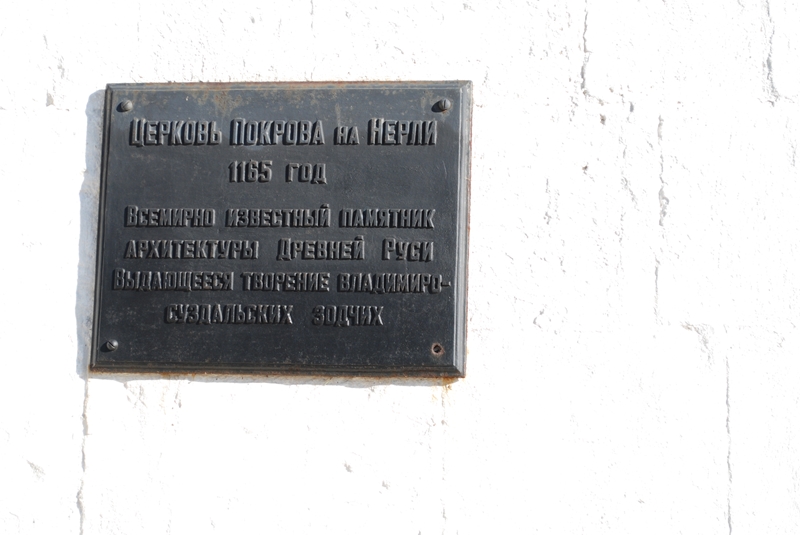 Церковь Покрова на Нерли
1165 год
Всемирно известный памятник
архитектуры Древней Руси
Выдающееся творение владимиро-
суздальских зодчих